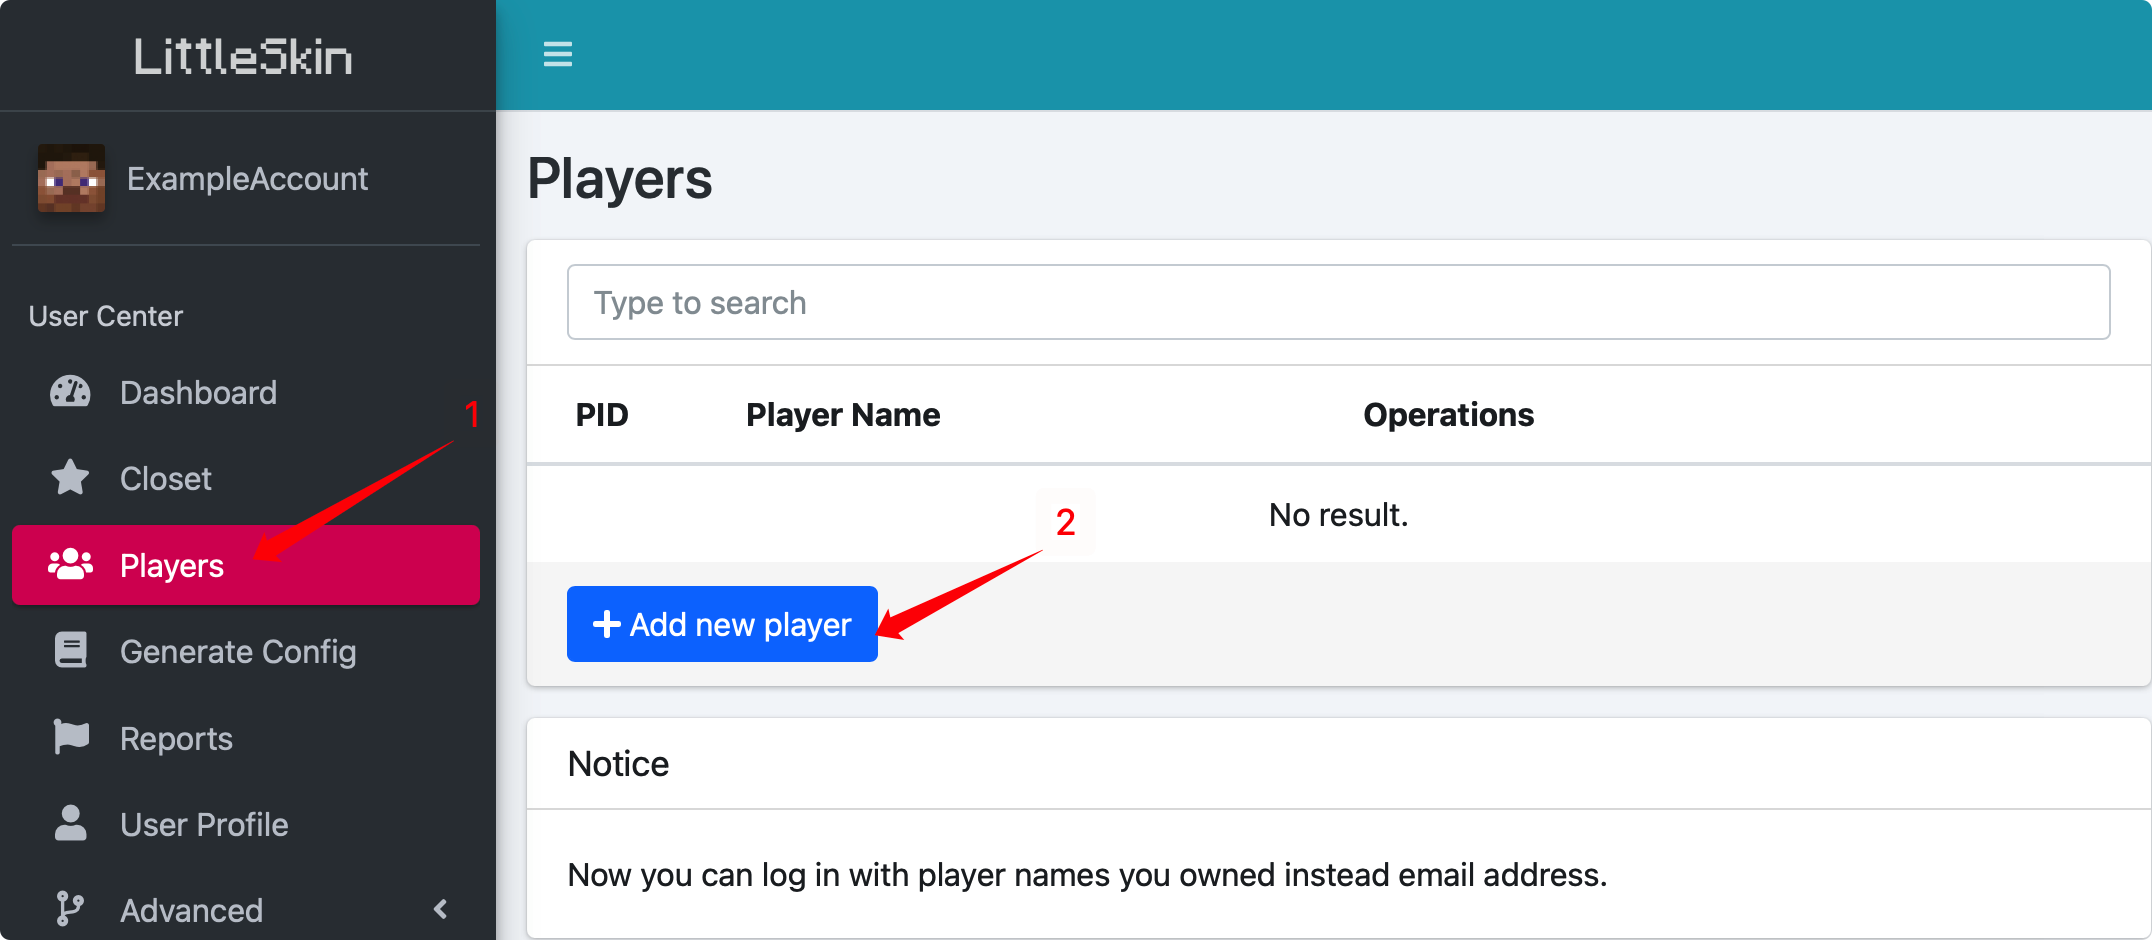 LittleSkin
ExampleAccount
User Center
Dashboard
1
Closet
Players
Generate Config
Reports
User Profile
Advanced
Players
Type to search
PID Player Name Operations
No result.
2
Add new player
Notice
Now you can log in with player names you owned instead email address.